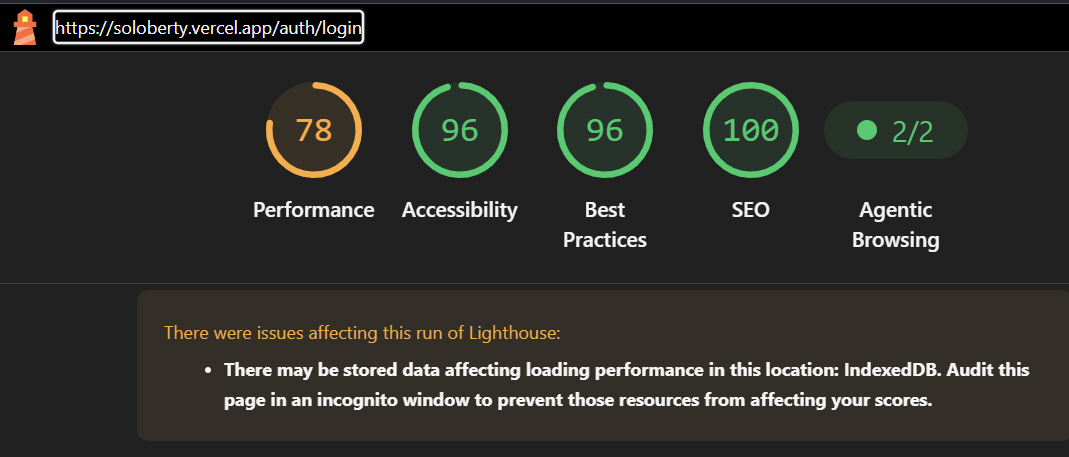 https://soloberty.vercel.app/auth/login
78
96
96
100
2/2
Performance
Accessibility
Best
Practices
SEO
Agentic
Browsing
There were issues affecting this run of Lighthouse:
• There may be stored data affecting loading performance in this location: IndexedDB. Audit this
page in an incognito window to prevent those resources from affecting your scores.